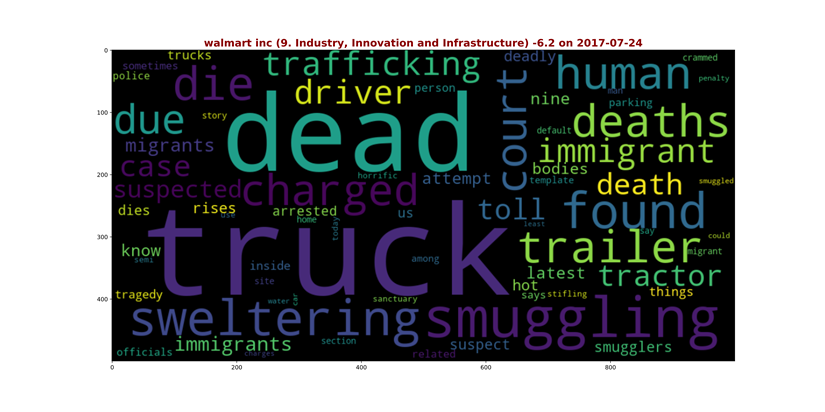 walmart inc (9. Industry, Innovation and Infrastructure) -6.2 on 2017-07-24
0
100
200
300
400
0
200
400
600
800
trucks
sometimes
police
die
trafficking
person
driver
deadly
human
crammed
penalty
man
nine
parking
due
story
dead
court
default
deaths
immigrant
migrants
case
suspected
charged
horrific
attempt
bodies
template
death
smuggled
dies
rises
use
arrested
home
us
today
toll
least
found
say
could
know
semi
truck
inside
site
among
trailer
migrant
hot
latest
tractor
tragedy
water
car
sanctuary
says
stifling
things
sweltering
smuggling
officials
immigrants
charges
section
related
suspect
smugglers